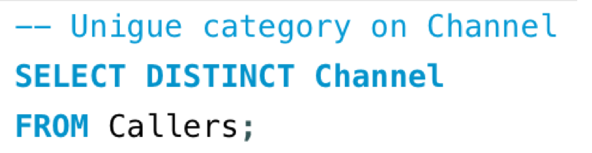 -- Unigue category on Channel
SELECT DISTINCT Channel
FROM Callers;